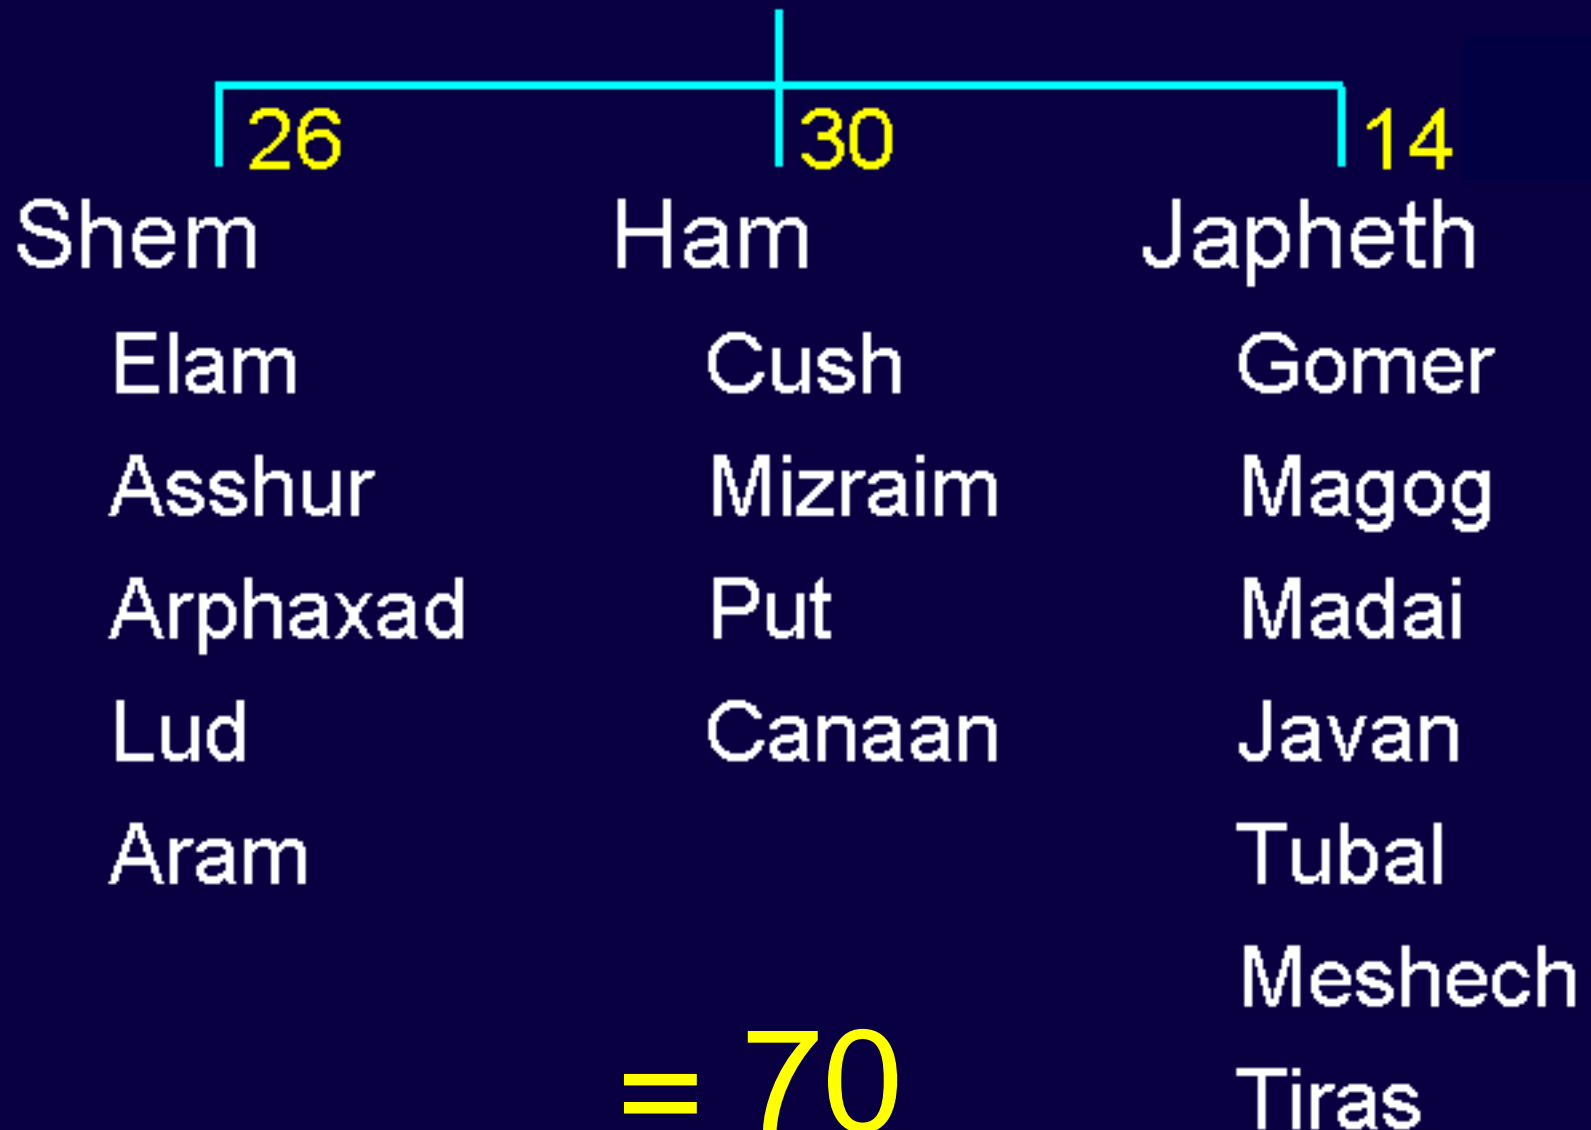 26 30 14
Shem Ham Japheth
Elam Cush Gomer
Asshur Mizraim Magog
Arphaxad Put Madai
Lud Canaan Javan
Aram Tubal
Meshech
= 70
Tiras